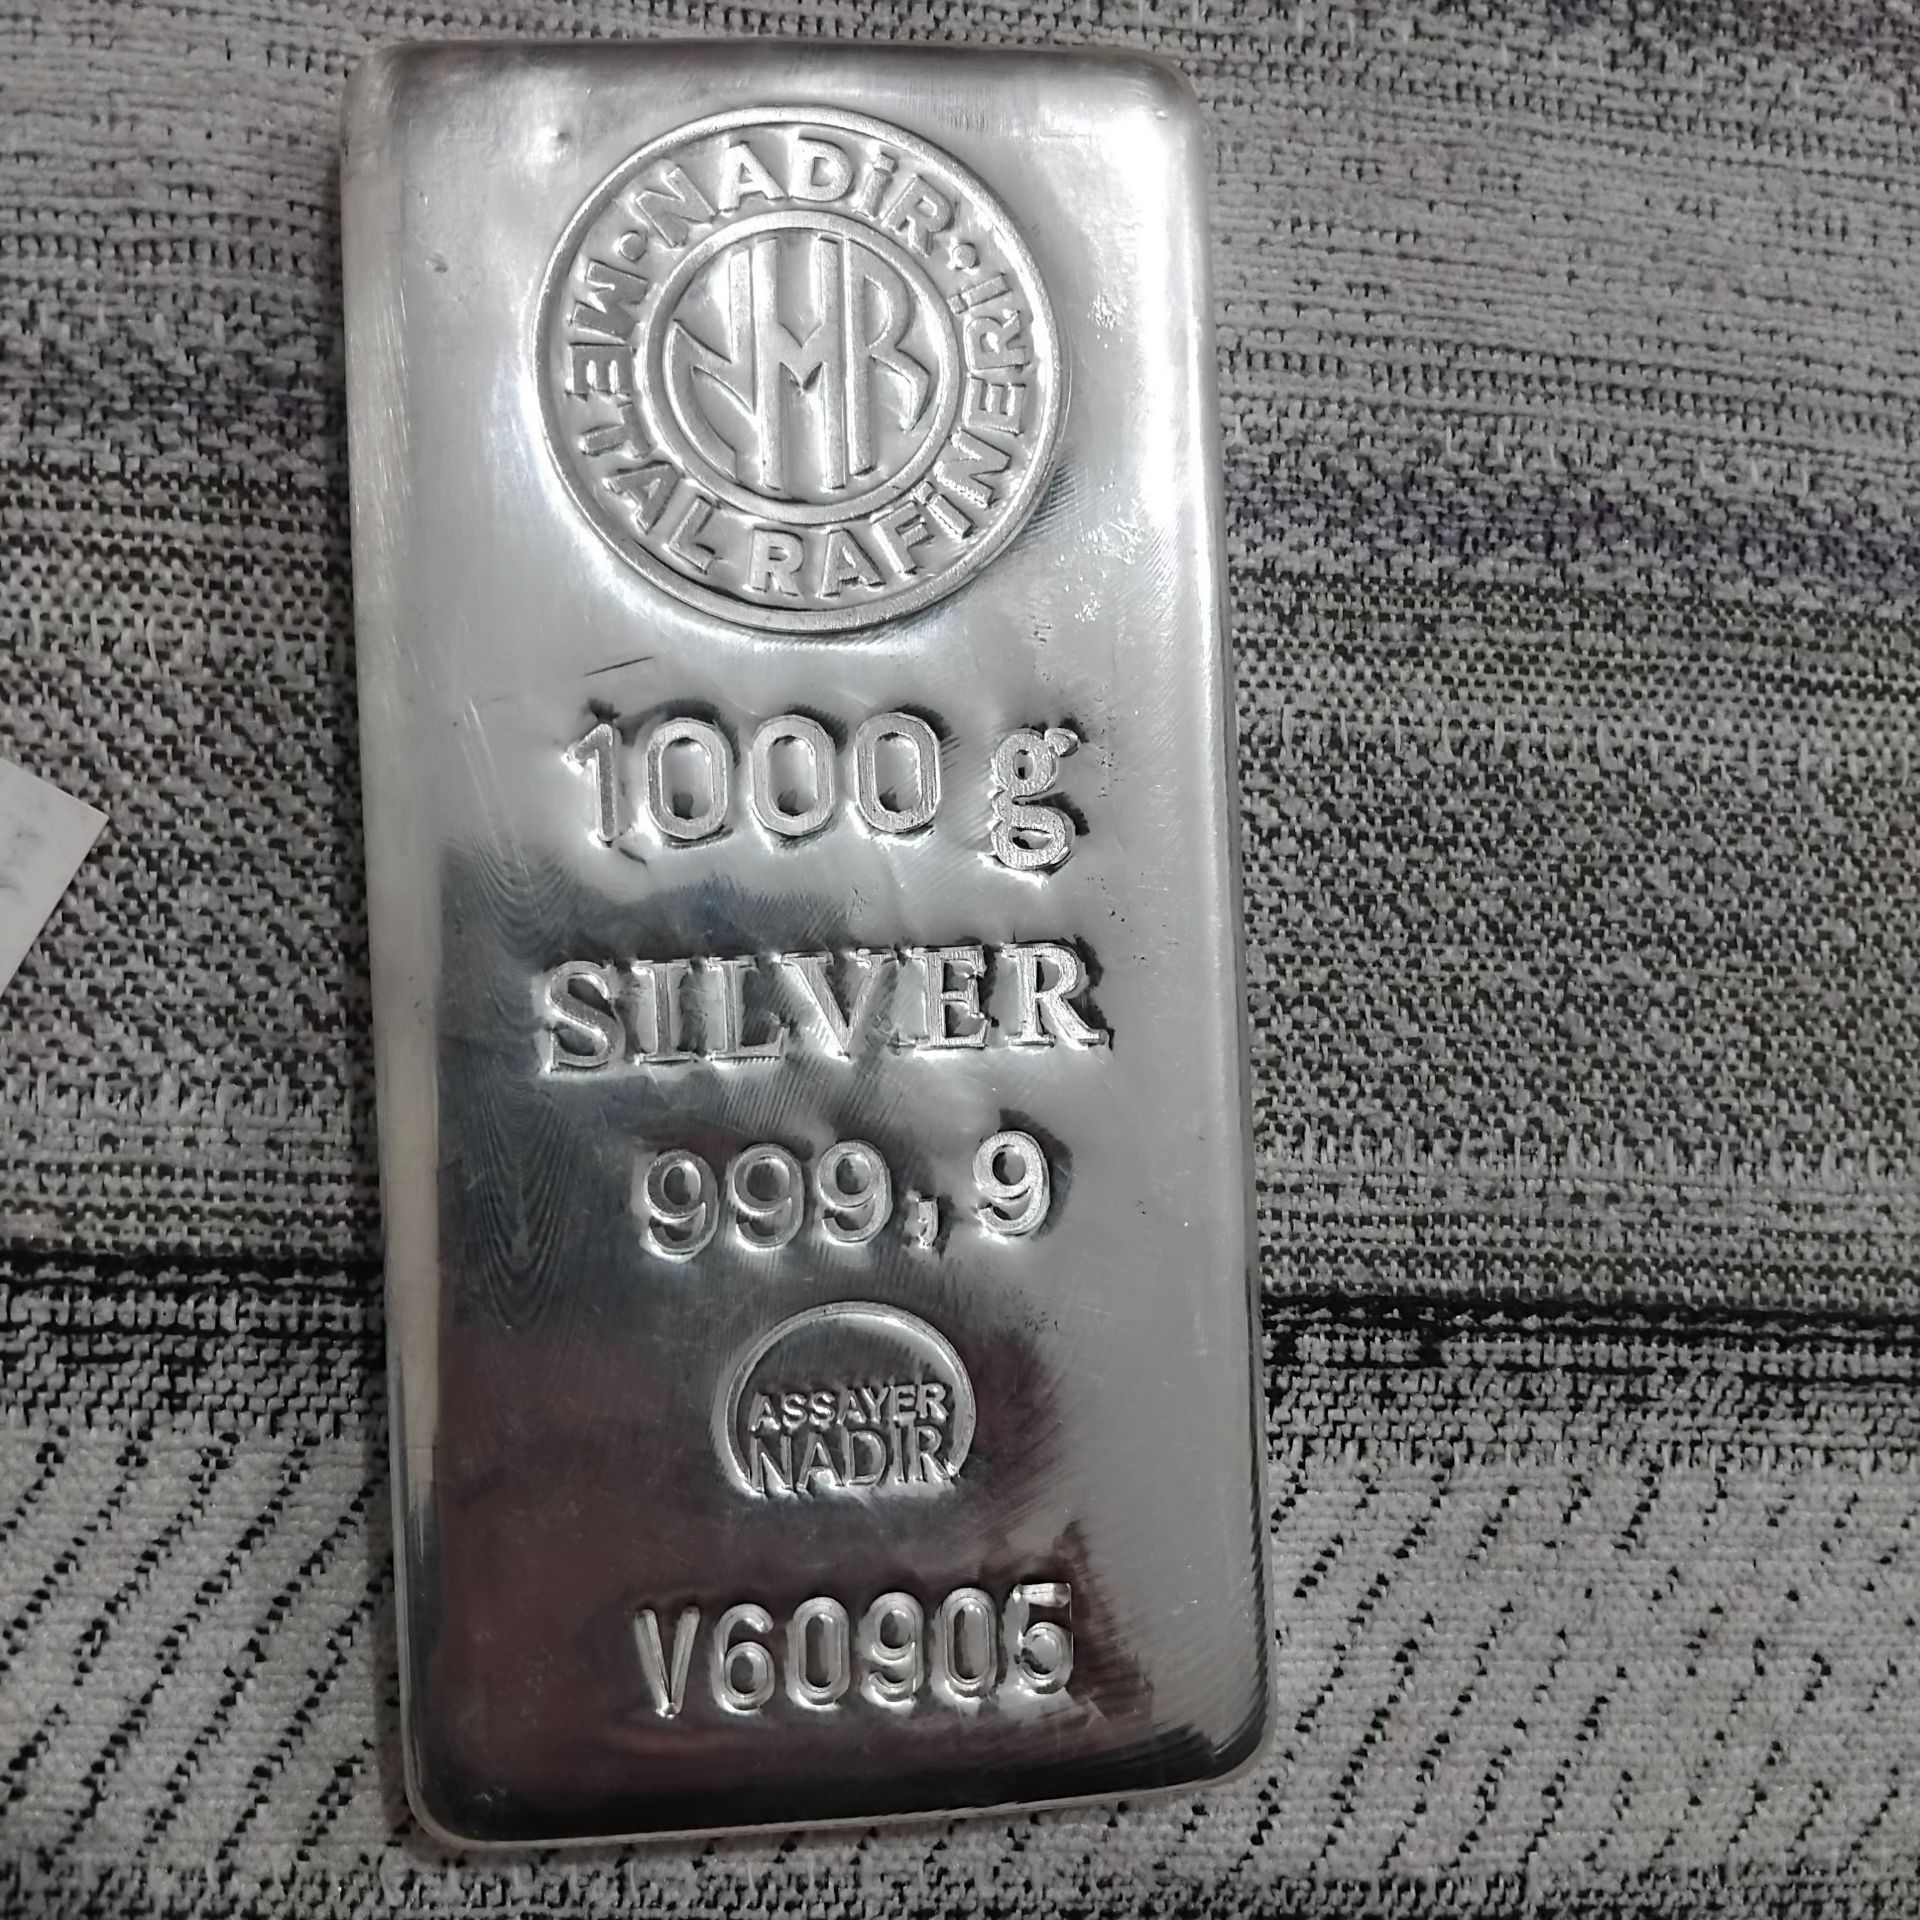 NADİR · METAL RAFİNERİ ·
NMR
1000 g
SILVER
999,9
ASSAYER
NADIR
V60905